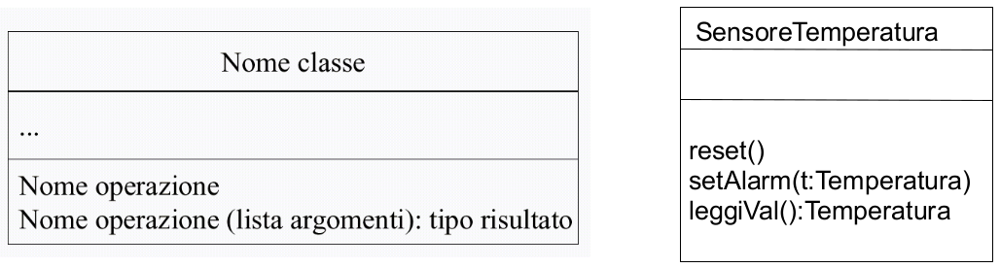 Nome classe
...
Nome operazione
Nome operazione (lista argomenti): tipo risultato
SensoreTemperatura
reset()
setAlarm(t:Temperatura)
leggiVal():Temperatura